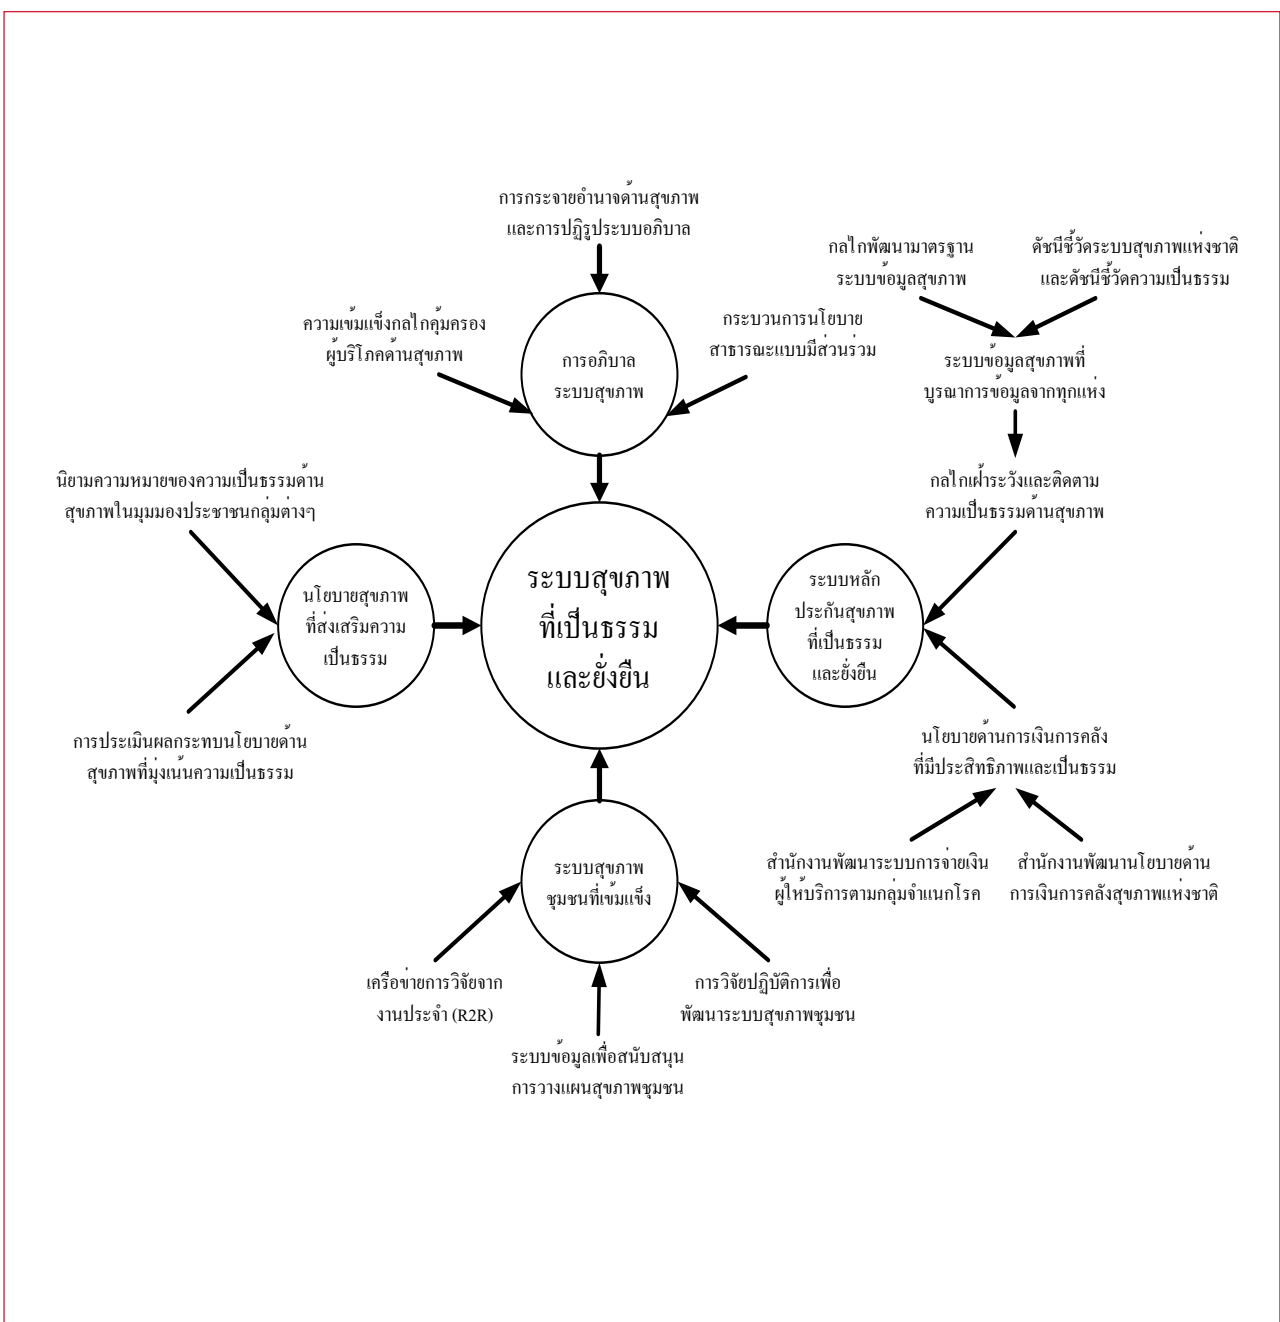 การกระจายอำนาจด้านสุขภาพ
และการปฏิรูประบบอภิบาล
ความเข้มแข็งกลไกคุ้มครอง
ผู้บริโภคด้านสุขภาพ
กระบวนการนโยบาย
สาธารณะแบบมีส่วนร่วม
การอภิบาล
ระบบสุขภาพ
กลไกพัฒนามาตรฐาน
ระบบข้อมูลสุขภาพ
ดัชนีชี้วัดระบบสุขภาพแห่งชาติ
และดัชนีชี้วัดความเป็นธรรม
ระบบข้อมูลสุขภาพที่
บูรณาการข้อมูลจากทุกแห่ง
กลไกเฝ้าระวังและติดตาม
ความเป็นธรรมด้านสุขภาพ
นิยามความหมายของความเป็นธรรมด้าน
สุขภาพในมุมมองประชาชนกลุ่มต่างๆ
นโยบายสุขภาพ
ที่ส่งเสริมความ
เป็นธรรม
ระบบสุขภาพ
ที่เป็นธรรม
และยั่งยืน
ระบบหลัก
ประกันสุขภาพ
ที่เป็นธรรม
และยั่งยืน
การประเมินผลกระทบนโยบายด้าน
สุขภาพที่มุ่งเน้นความเป็นธรรม
นโยบายด้านการเงินการคลัง
ที่มีประสิทธิภาพและเป็นธรรม
สำนักงานพัฒนาระบบการจ่ายเงิน
ผู้ให้บริการตามกลุ่มจำแนกโรค
สำนักงานพัฒนานโยบายด้าน
การเงินการคลังสุขภาพแห่งชาติ
ระบบสุขภาพ
ชุมชนที่เข้มแข็ง
เครือข่ายการวิจัยจาก
งานประจำ (R2R)
การวิจัยปฏิบัติการเพื่อ
พัฒนาระบบสุขภาพชุมชน
ระบบข้อมูลเพื่อสนับสนุน
การวางแผนสุขภาพชุมชน